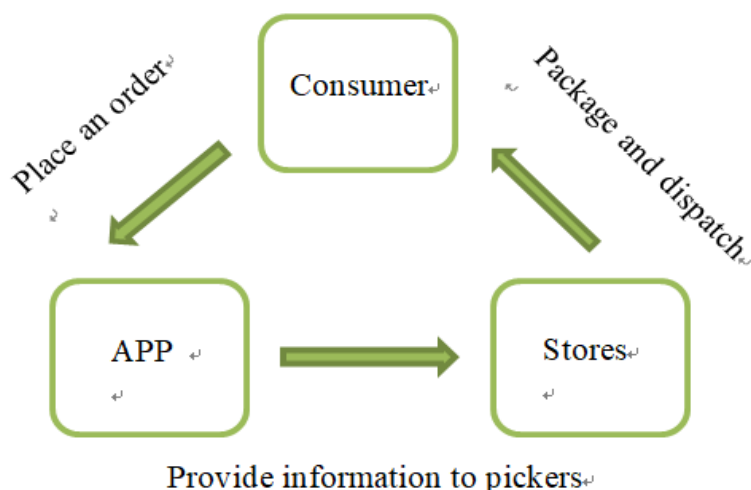 Consumer
Place an order
Package and dispatch
APP
Stores
Provide information to pickers